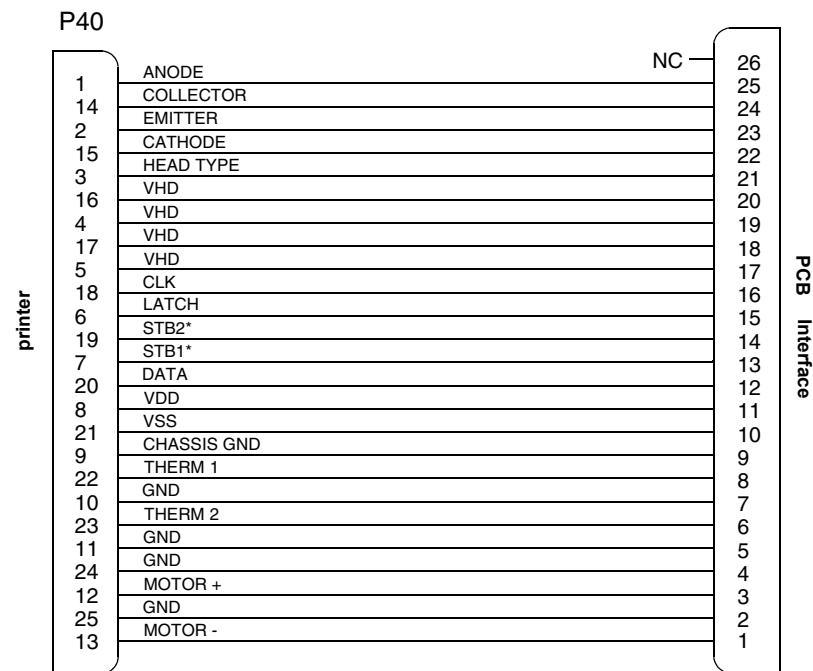 P40
NC 26
1 ANODE 25
14 COLLECTOR 24
2 EMITTER 23
15 CATHODE 22
3 HEAD TYPE 21
16 VHD 20
4 VHD 19
17 VHD 18
5 VHD 17
18 CLK 16
6 LATCH 15
19 STB2* 14
7 STB1* 13
20 DATA 12
8 VDD 11
21 VSS 10
9 CHASSIS GND 9
22 THERM 1 8
10 GND 7
23 THERM 2 6
11 GND 5
24 GND 4
12 MOTOR + 3
25 GND 2
13 MOTOR - 1
printer
PCB Interface